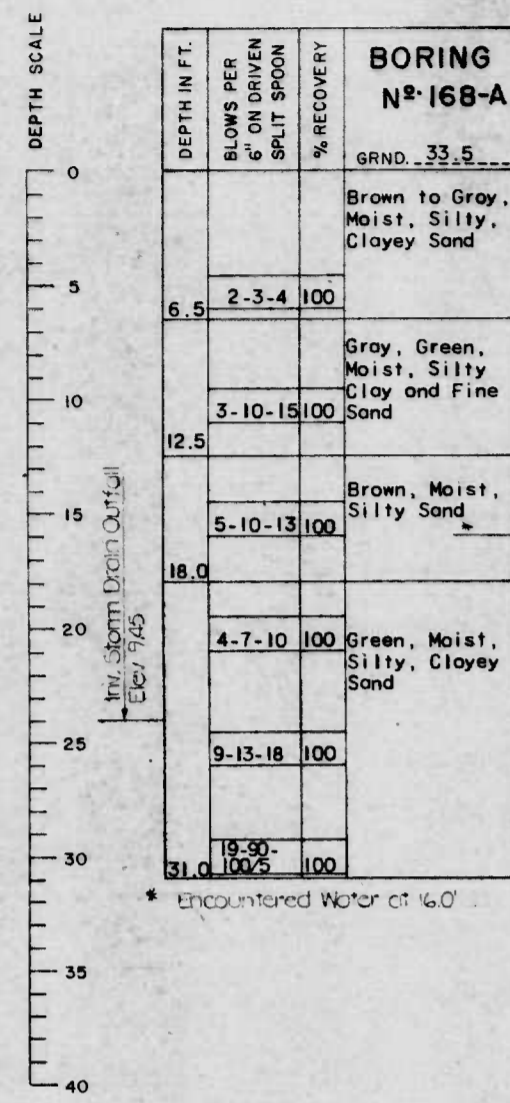 DEPTH SCALE
DEPTH IN FT.
BLOWS PER
6" ON DRIVEN
SPLIT SPOON
% RECOVERY
BORING
Nº 168-A
GRND. 33.5
0
Brown to Gray,
Moist, Silty,
Clayey Sand
5
2-3-4 100
6.5
Gray, Green,
Moist, Silty
Clay and Fine
Sand
10
3-10-15 100
12.5
Brown, Moist,
Silty Sand
*
15
5-10-13 100
18.0
Inv. Storm Drain Outfall
Elev 9.45
20
4-7-10 100
Green, Moist,
Silty, Clayey
Sand
25
9-13-18 100
30
31.0
19-90-
100/5 100
* Encountered Water at 16.0'
35
40